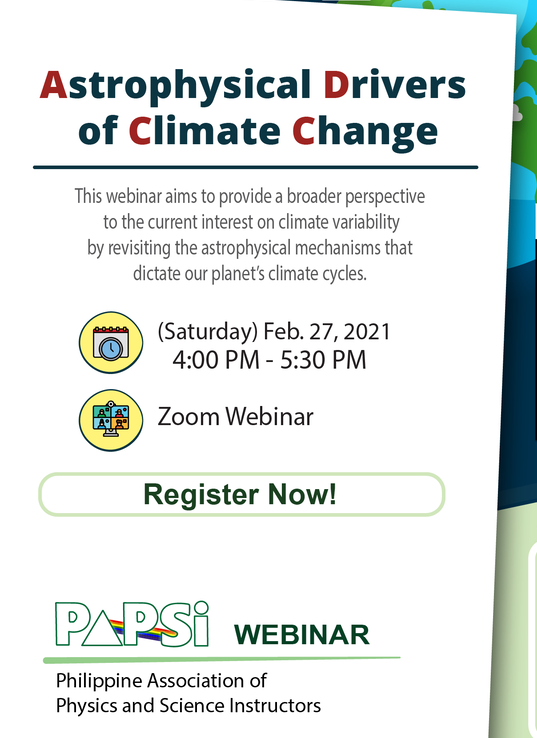 Astrophysical Drivers
of Climate Change
This webinar aims to provide a broader perspective
to the current interest on climate variability
by revisiting the astrophysical mechanisms that
dictate our planet's climate cycles.
(Saturday) Feb. 27, 2021
4:00 PM - 5:30 PM
Zoom Webinar
Register Now!
PAPSi WEBINAR
Philippine Association of
Physics and Science Instructors